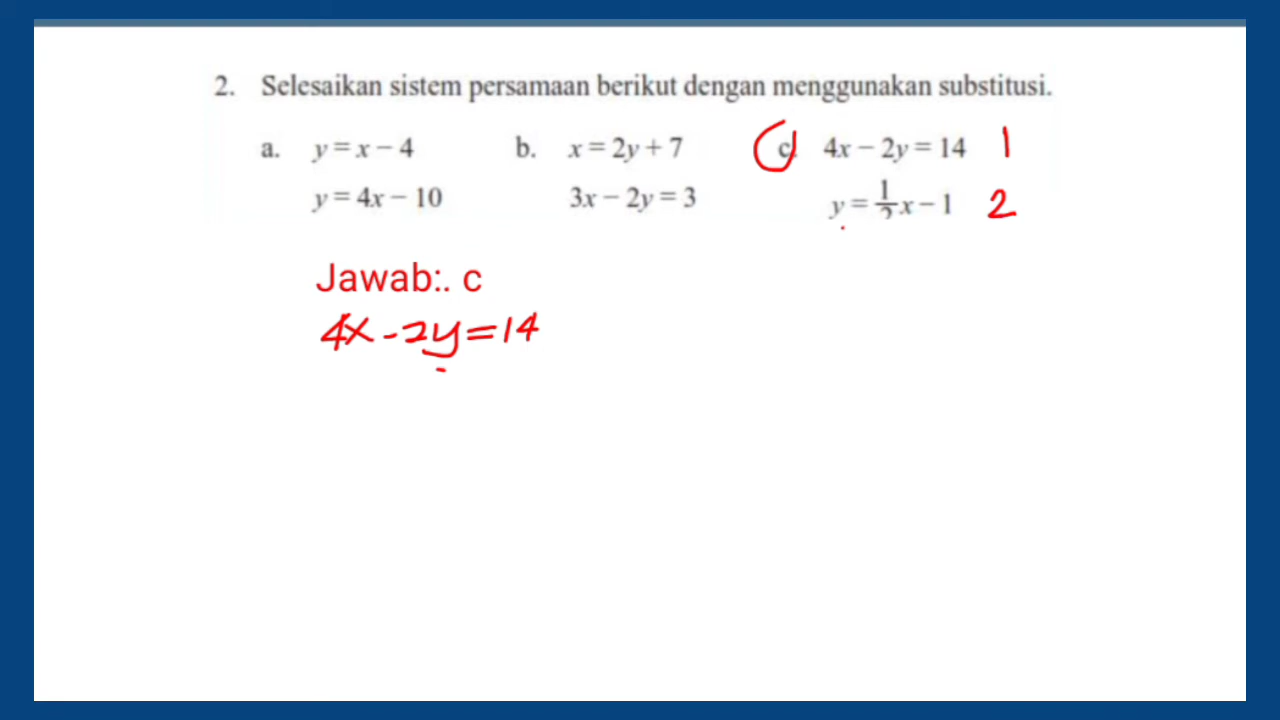 2. Selesaikan sistem persamaan berikut dengan menggunakan substitusi.
a. y = x – 4 b. x = 2y + 7 c. 4x – 2y = 14 1
y = 4x – 10 3x – 2y = 3 y = 1/2 x – 1 2
Jawab:. c
4x - 2y = 14